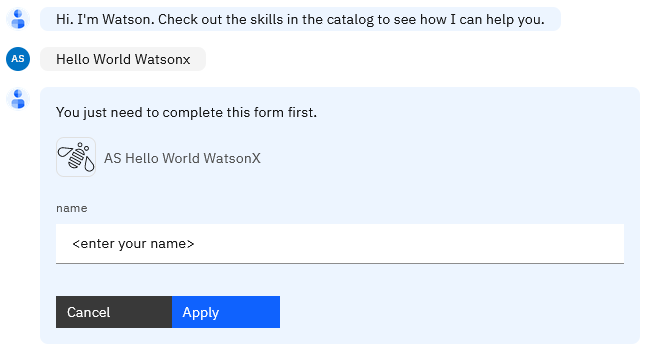 Hi. I'm Watson. Check out the skills in the catalog to see how I can help you.
AS Hello World Watsonx
You just need to complete this form first.
AS Hello World WatsonX
name
<enter your name>
Cancel Apply